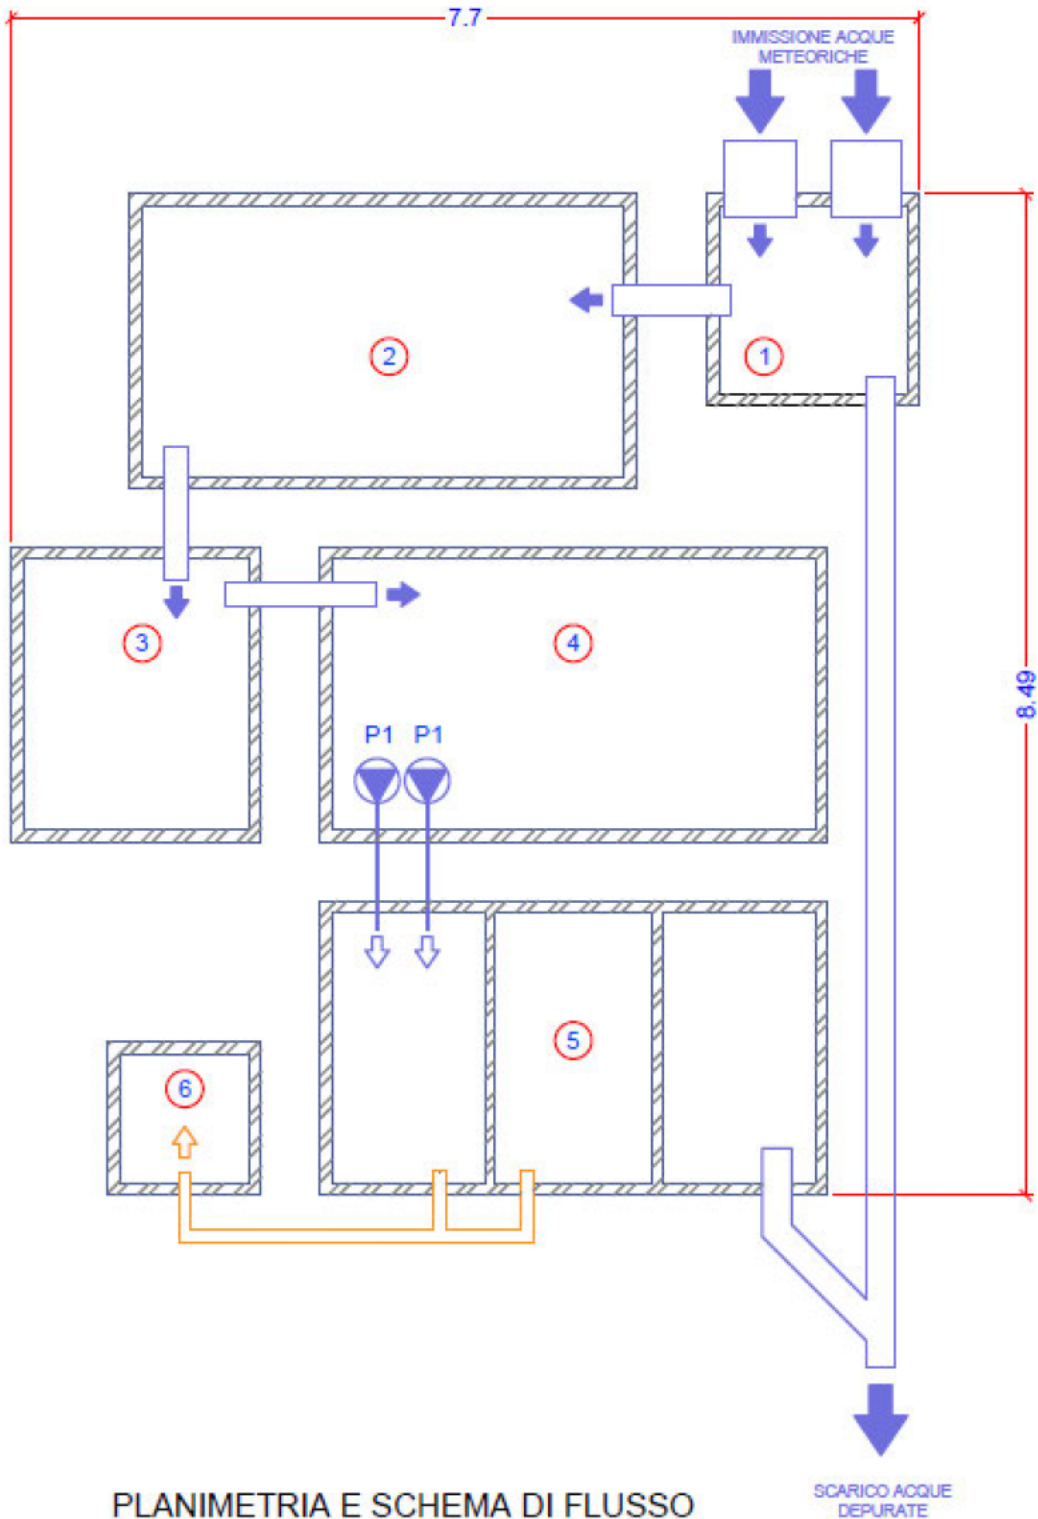 7.7
IMMISSIONE ACQUE
METEORICHE
2
1
3
4
8.49
P1 P1
5
6
PLANIMETRIA E SCHEMA DI FLUSSO
SCARICO ACQUE
DEPURATE